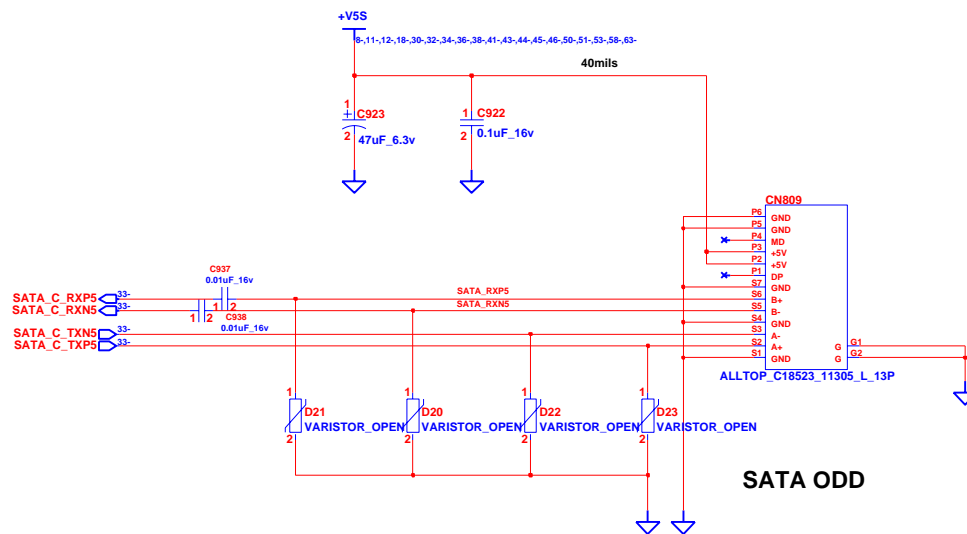 +V5S
8-,11-,12-,18-,30-,32-,34-,36-,38-,41-,43-,44-,45-,46-,50-,51-,53-,58-,63-
40mils
1
+
C923
2
47uF_6.3v
1
C922
2
0.1uF_16v
CN809
P6 GND
P5 GND
P4 MD
P3 +5V
P2 +5V
P1 DP
S7 GND
S6 B+
S5 B-
S4 GND
S3 A-
S2 A+
S1 GND
G G1
G G2
ALLTOP_C18523_11305_L_13P
C937
0.01uF_16v
SATA_C_RXP5 33-
SATA_C_RXN5 33-
1 2
1 2
C938
0.01uF_16v
SATA_RXP5
SATA_RXN5
SATA_C_TXN5 33-
SATA_C_TXP5 33-
1 1 1 1
D21 D20 D22 D23
VARISTOR_OPEN VARISTOR_OPEN VARISTOR_OPEN VARISTOR_OPEN
2 2 2 2
SATA ODD